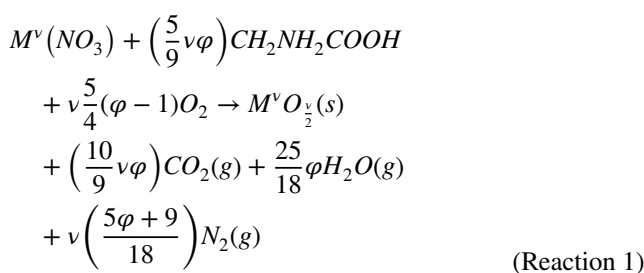 M^ν(NO_3) + (5/9 νφ)CH_2NH_2COOH
+ ν 5/4 (φ − 1)O_2 → M^νO_{ν/2}(s)
+ (10/9 νφ)CO_2(g) + 25/18 φH_2O(g)
+ ν((5φ + 9)/18)N_2(g)
(Reaction 1)